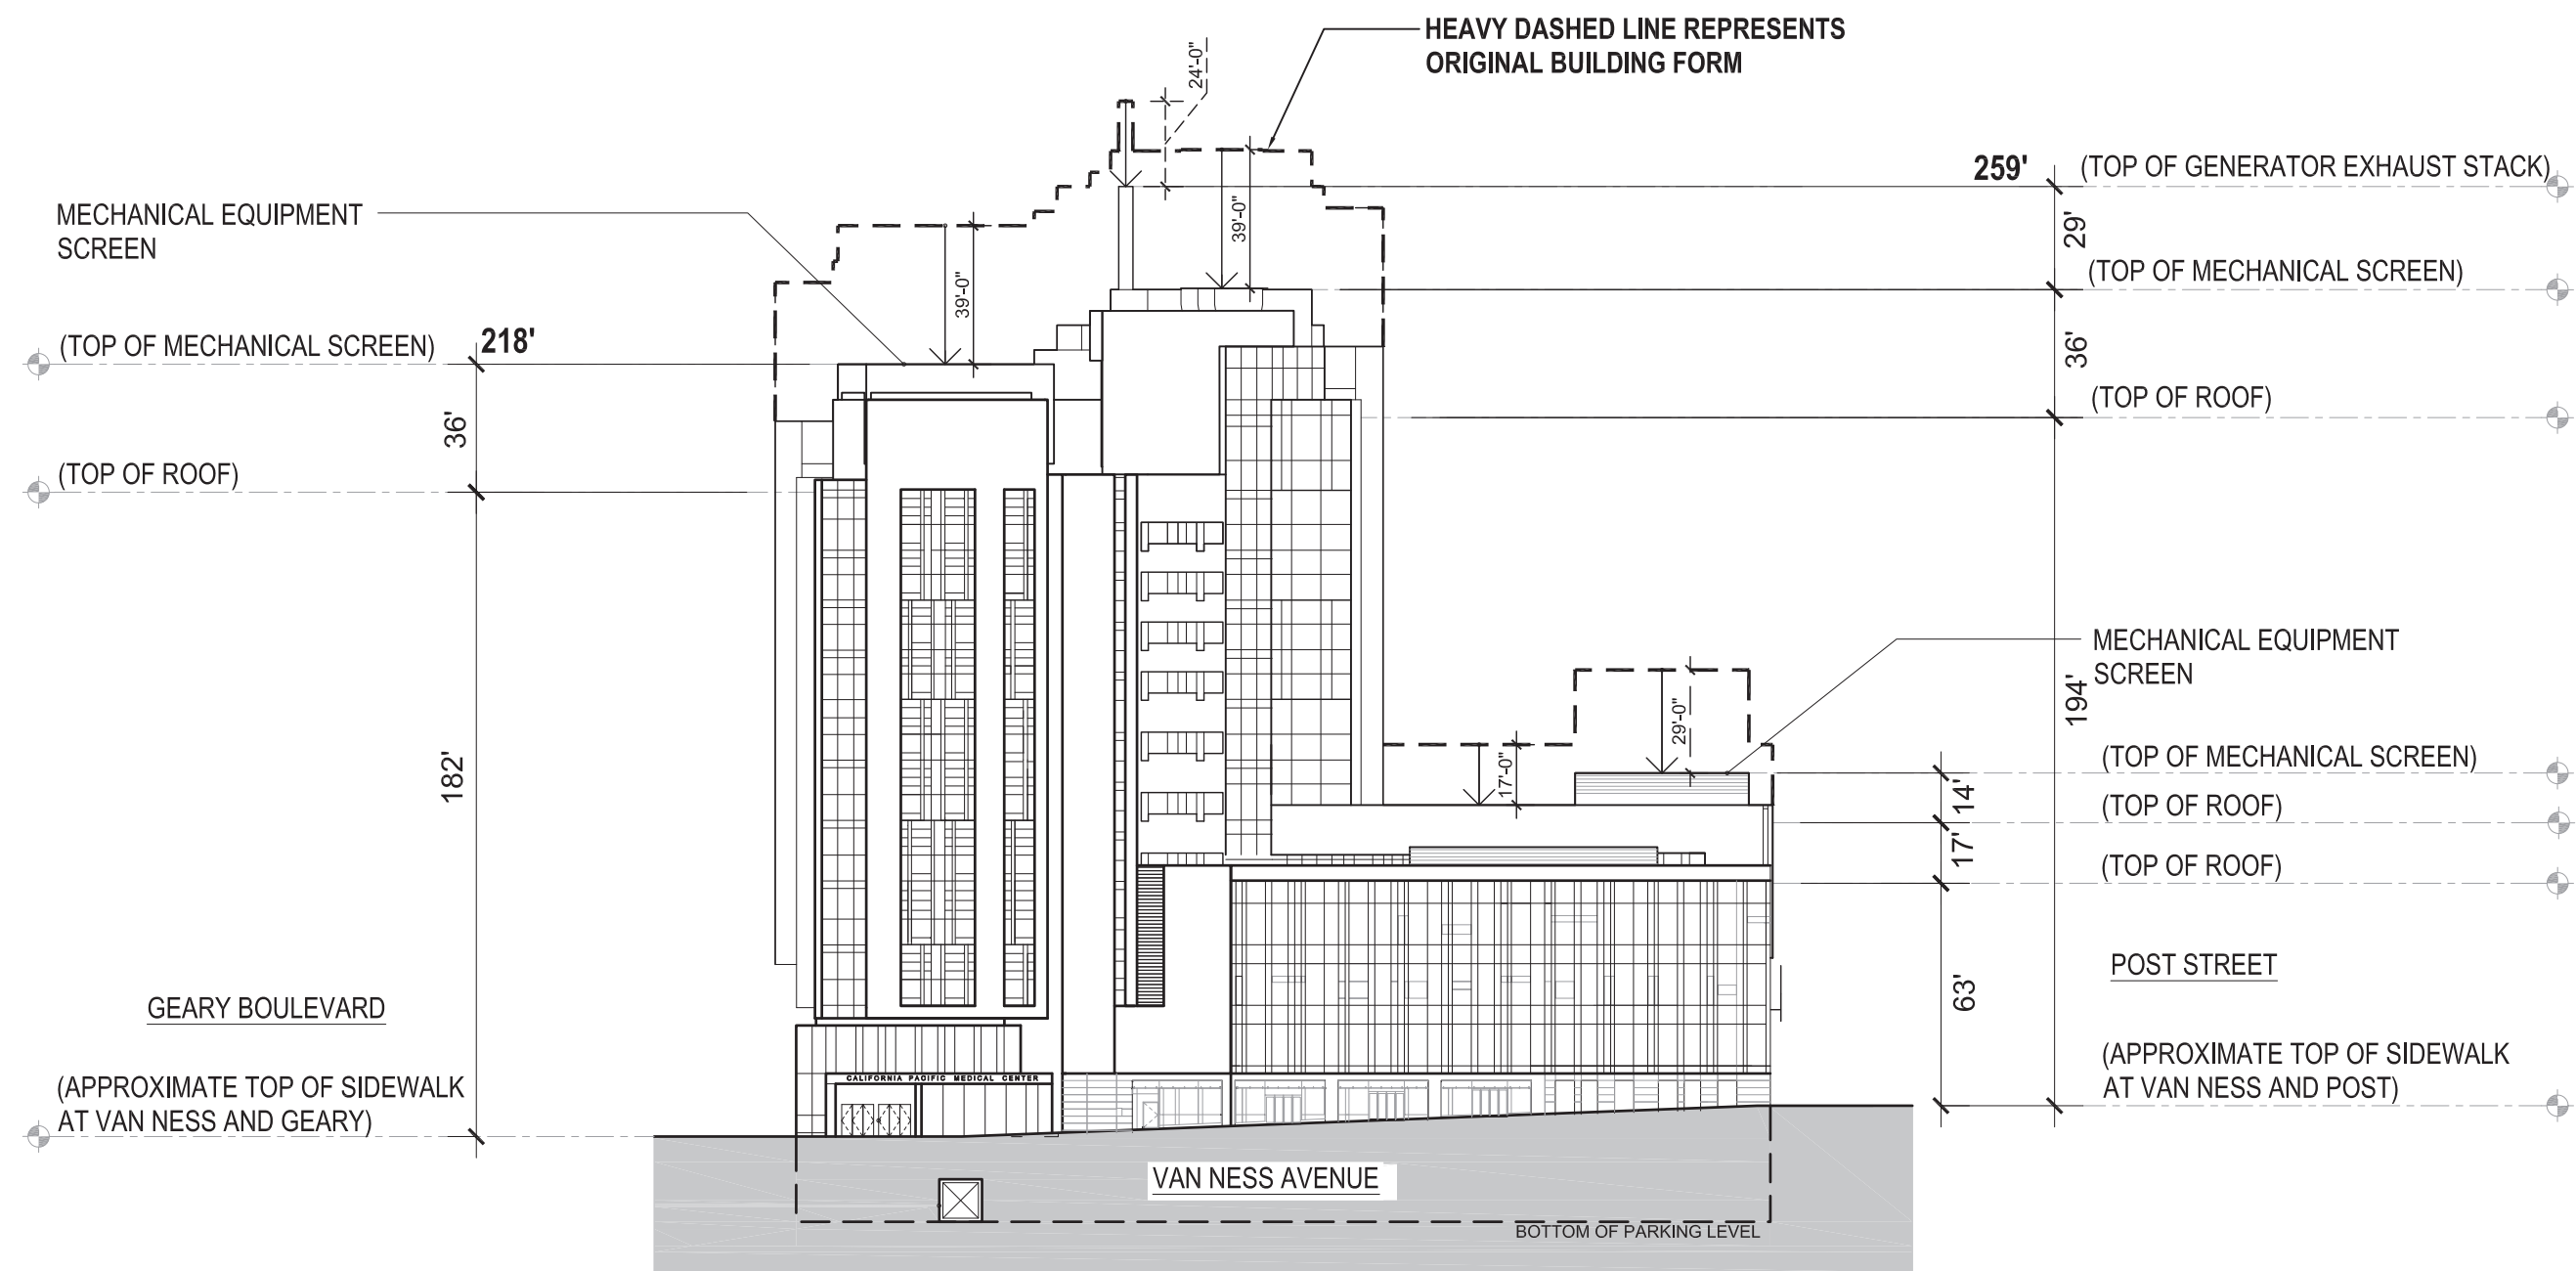 HEAVY DASHED LINE REPRESENTS
ORIGINAL BUILDING FORM
24'-0"
259'
(TOP OF GENERATOR EXHAUST STACK)
MECHANICAL EQUIPMENT
SCREEN
39'-0"
39'-0"
29'
(TOP OF MECHANICAL SCREEN)
(TOP OF MECHANICAL SCREEN)
218'
36'
(TOP OF ROOF)
36'
(TOP OF ROOF)
MECHANICAL EQUIPMENT
SCREEN
194'
29'-0"
17'-0"
182'
(TOP OF MECHANICAL SCREEN)
14'
(TOP OF ROOF)
17'
(TOP OF ROOF)
POST STREET
63'
GEARY BOULEVARD
(APPROXIMATE TOP OF SIDEWALK
AT VAN NESS AND POST)
(APPROXIMATE TOP OF SIDEWALK
AT VAN NESS AND GEARY)
CALIFORNIA PACIFIC MEDICAL CENTER
VAN NESS AVENUE
BOTTOM OF PARKING LEVEL